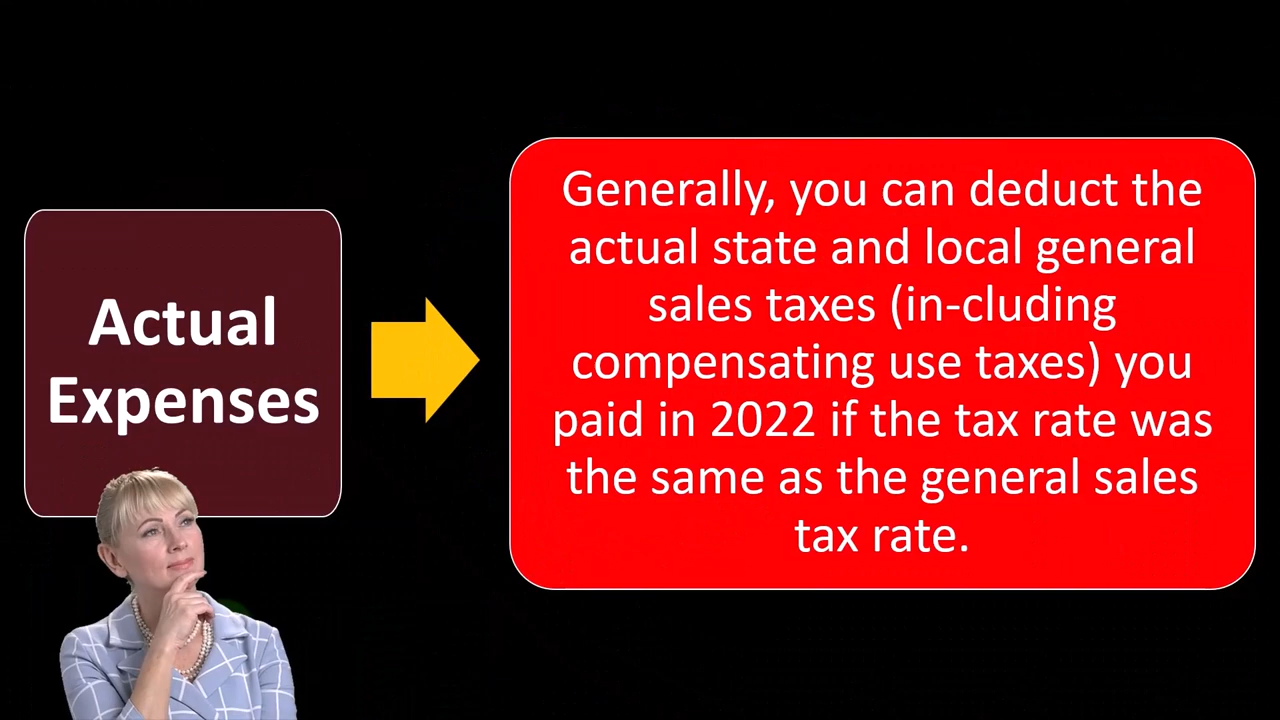 Actual
Expenses
Generally, you can deduct the
actual state and local general
sales taxes (in-cluding
compensating use taxes) you
paid in 2022 if the tax rate was
the same as the general sales
tax rate.